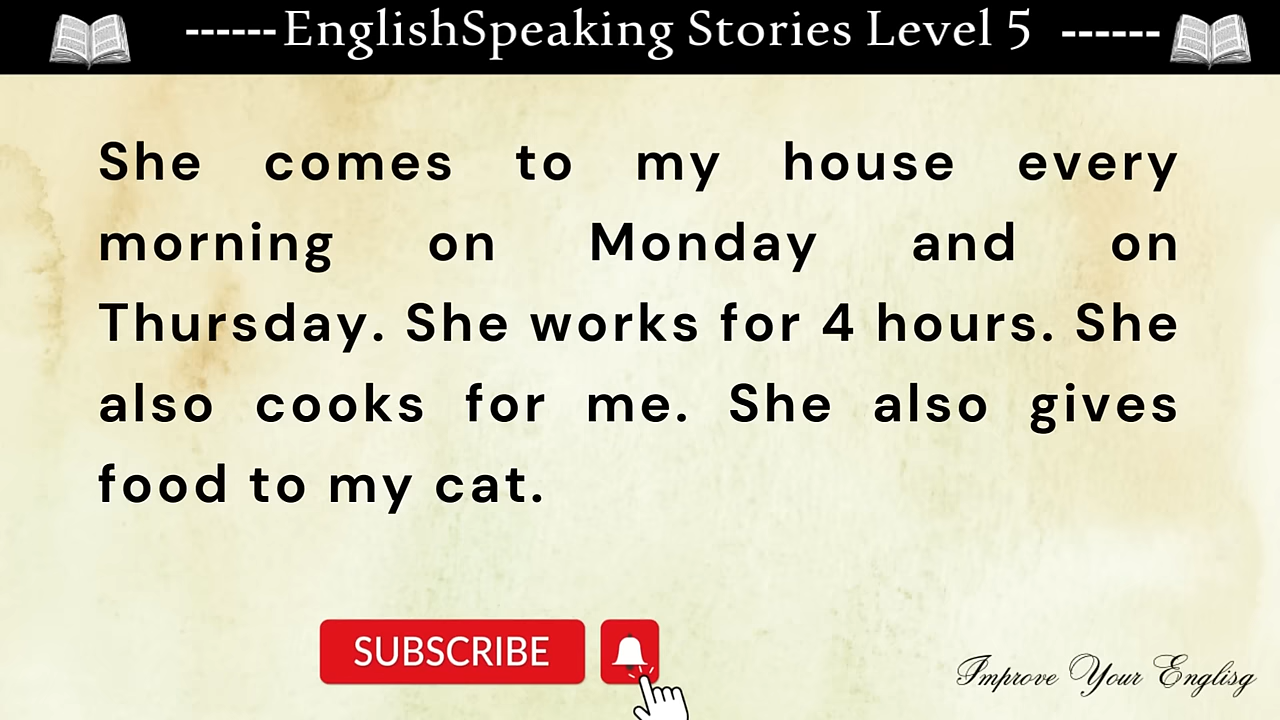 ------EnglishSpeaking Stories Level 5 ------
She comes to my house every
morning on Monday and on
Thursday. She works for 4 hours. She
also cooks for me. She also gives
food to my cat.
SUBSCRIBE
Improve Your Englisg